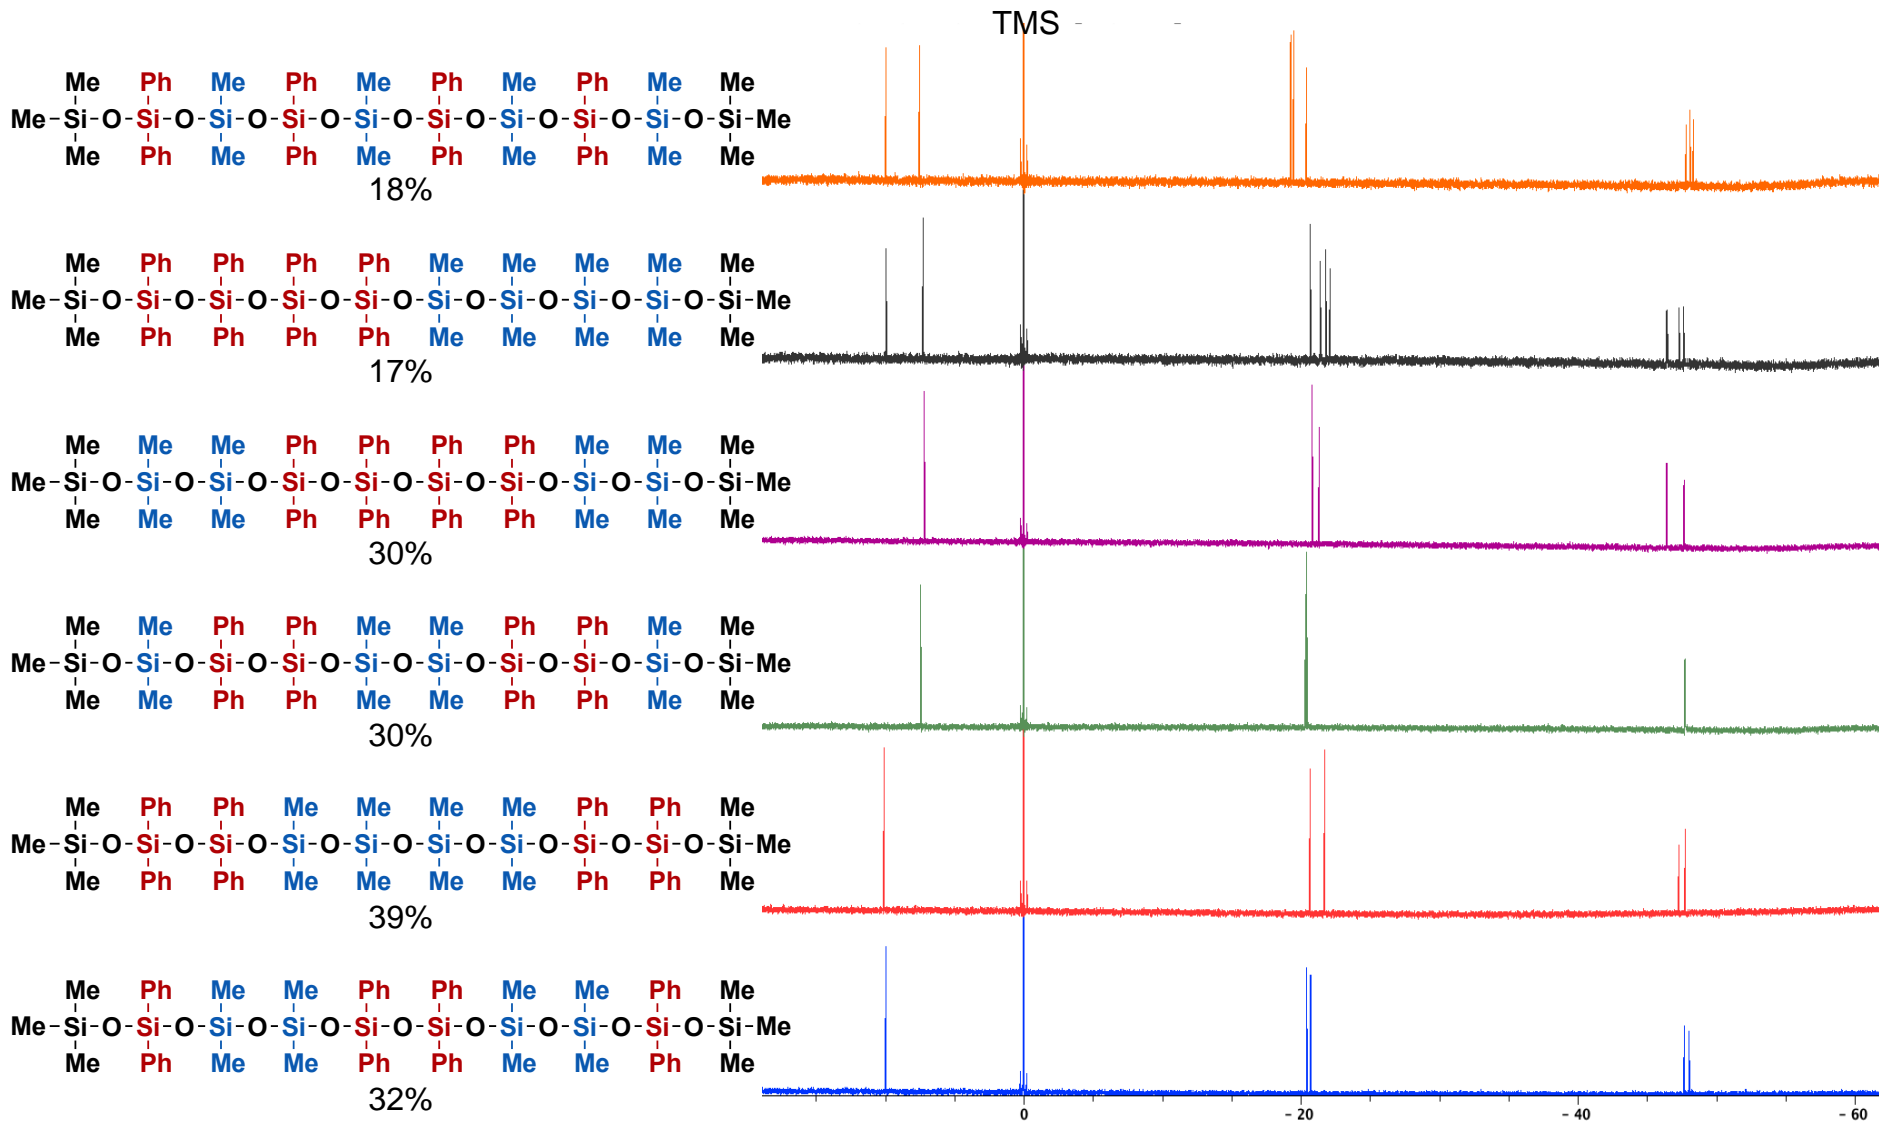 TMS
Me Ph Me Ph Me Ph Me Ph Me Me
Me-Si-O-Si-O-Si-O-Si-O-Si-O-Si-O-Si-O-Si-O-Si-O-Si-Me
Me Ph Me Ph Me Ph Me Ph Me Me
18%
Me Ph Ph Ph Ph Me Me Me Me Me
Me-Si-O-Si-O-Si-O-Si-O-Si-O-Si-O-Si-O-Si-O-Si-O-Si-Me
Me Ph Ph Ph Ph Me Me Me Me Me
17%
Me Me Me Ph Ph Ph Ph Me Me Me
Me-Si-O-Si-O-Si-O-Si-O-Si-O-Si-O-Si-O-Si-O-Si-O-Si-Me
Me Me Me Ph Ph Ph Ph Me Me Me
30%
Me Me Ph Ph Me Me Ph Ph Me Me
Me-Si-O-Si-O-Si-O-Si-O-Si-O-Si-O-Si-O-Si-O-Si-O-Si-Me
Me Me Ph Ph Me Me Ph Ph Me Me
30%
Me Ph Ph Me Me Me Me Ph Ph Me
Me-Si-O-Si-O-Si-O-Si-O-Si-O-Si-O-Si-O-Si-O-Si-O-Si-Me
Me Ph Ph Me Me Me Me Ph Ph Me
39%
Me Ph Me Me Ph Ph Me Me Ph Me
Me-Si-O-Si-O-Si-O-Si-O-Si-O-Si-O-Si-O-Si-O-Si-O-Si-Me
Me Ph Me Me Ph Ph Me Me Ph Me
32%
0 -20 -40 -60